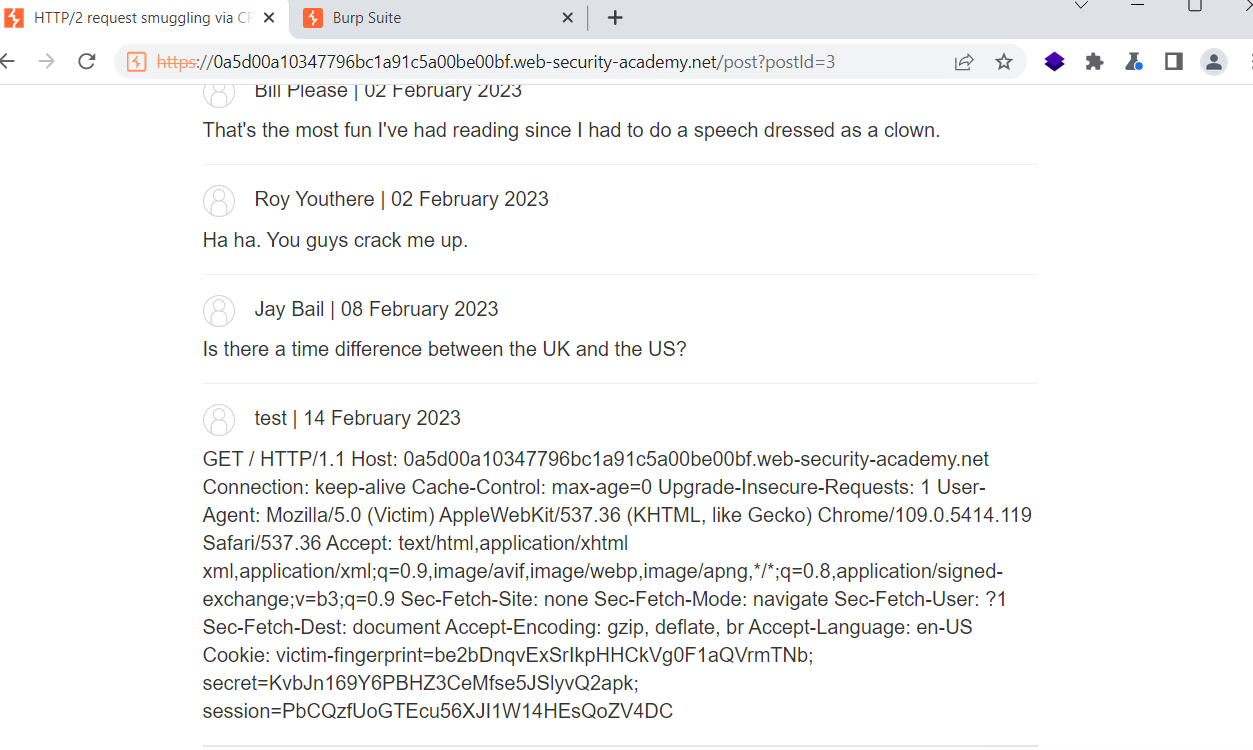 HTTP/2 request smuggling via CR
Burp Suite
https://0a5d00a10347796bc1a91c5a00be00bf.web-security-academy.net/post?postId=3
Bill Please | 02 February 2023
That's the most fun I've had reading since I had to do a speech dressed as a clown.
Roy Youthere | 02 February 2023
Ha ha. You guys crack me up.
Jay Bail | 08 February 2023
Is there a time difference between the UK and the US?
test | 14 February 2023
GET / HTTP/1.1 Host: 0a5d00a10347796bc1a91c5a00be00bf.web-security-academy.net
Connection: keep-alive Cache-Control: max-age=0 Upgrade-Insecure-Requests: 1 User-
Agent: Mozilla/5.0 (Victim) AppleWebKit/537.36 (KHTML, like Gecko) Chrome/109.0.5414.119
Safari/537.36 Accept: text/html,application/xhtml
xml,application/xml;q=0.9,image/avif,image/webp,image/apng,*/*;q=0.8,application/signed-
exchange;v=b3;q=0.9 Sec-Fetch-Site: none Sec-Fetch-Mode: navigate Sec-Fetch-User: ?1
Sec-Fetch-Dest: document Accept-Encoding: gzip, deflate, br Accept-Language: en-US
Cookie: victim-fingerprint=be2bDnqvExSrIkpHHCkVg0F1aQVrmTNb;
secret=KvbJn169Y6PBHZ3CeMfse5JSlyvQ2apk;
session=PbCQzfUoGTEcu56XJI1W14HEsQoZV4DC